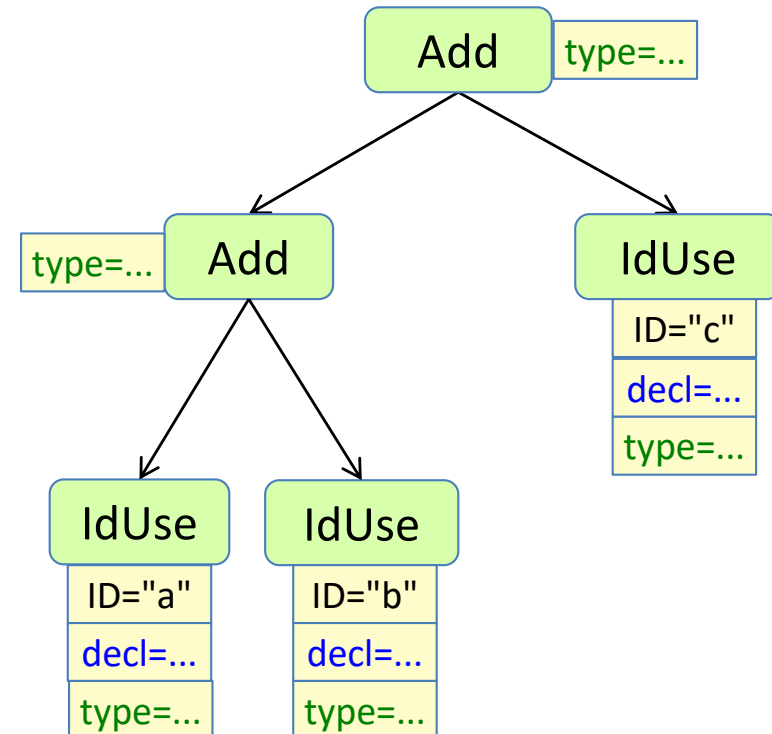 Add
type=...
type=...
Add
IdUse
ID="c"
decl=...
type=...
IdUse
ID="a"
decl=...
type=...
IdUse
ID="b"
decl=...
type=...